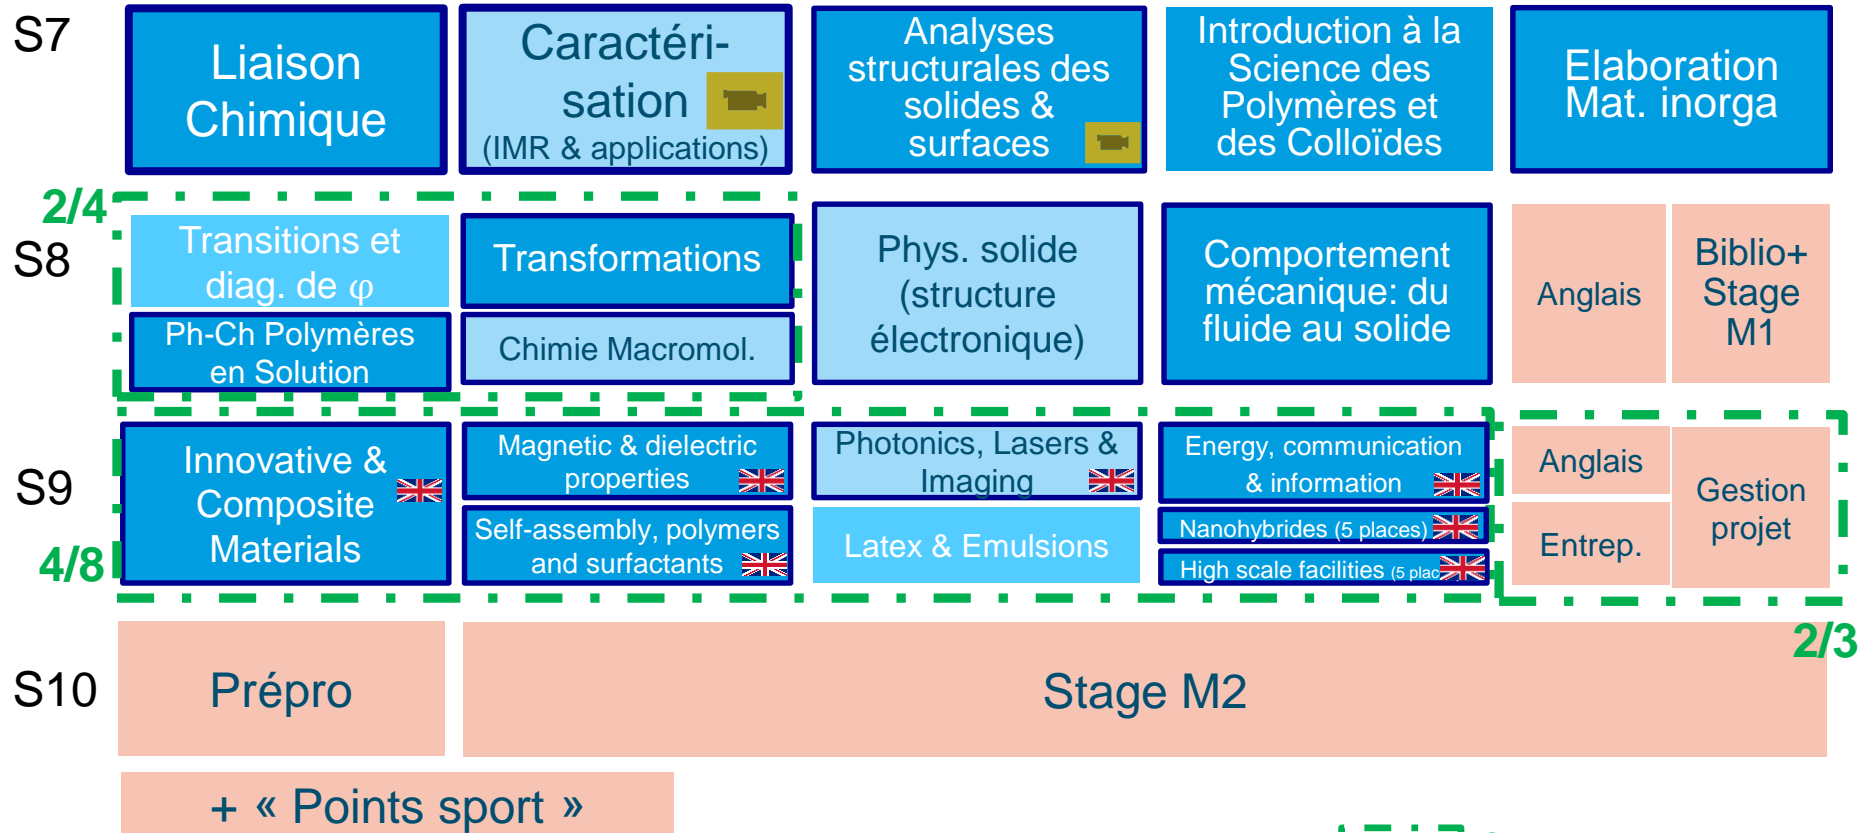 S7
Liaison
Chimique
Caractéri-
sation
(IMR & applications)
Analyses
structurales des
solides &
surfaces
Introduction à la
Science des
Polymères et
des Colloïdes
Elaboration
Mat. inorga
2/4
S8
Transitions et
diag. de φ
Transformations
Ph-Ch Polymères
en Solution
Chimie Macromol.
Phys. solide
(structure
électronique)
Comportement
mécanique: du
fluide au solide
Anglais
Biblio+
Stage
M1
S9
4/8
Innovative &
Composite
Materials
Magnetic & dielectric
properties
Self-assembly, polymers
and surfactants
Photonics, Lasers &
Imaging
Latex & Emulsions
Energy, communication
& information
Nanohybrides (5 places)
High scale facilities (5 plac
Anglais
Entrep.
Gestion
projet
2/3
S10
Prépro
Stage M2
+ « Points sport »